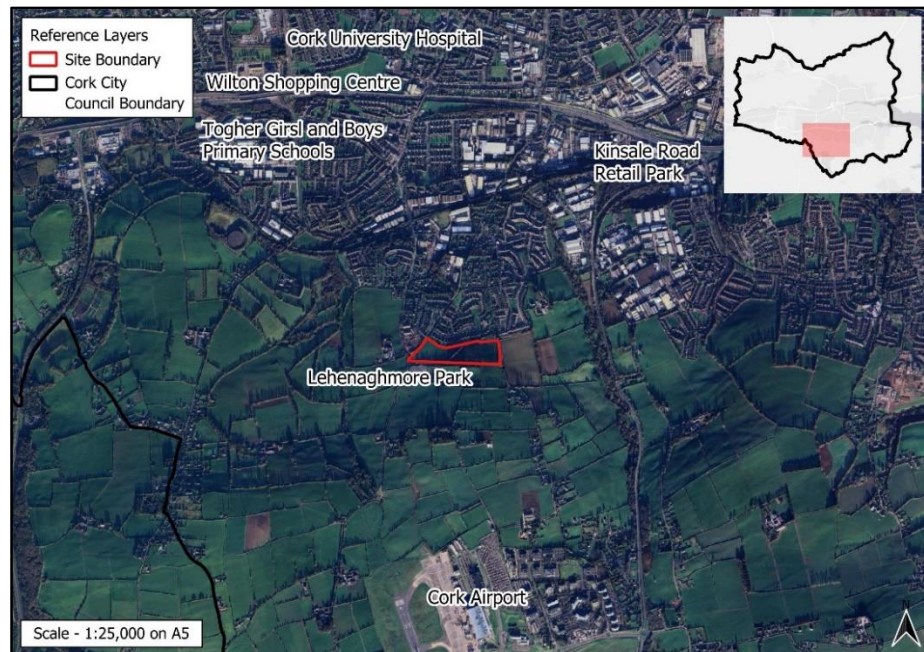 Reference Layers
Site Boundary
Cork City
Council Boundary
Cork University Hospital
Wilton Shopping Centre
Togher Girsl and Boys
Primary Schools
Kinsale Road
Retail Park
Lehenaghmore Park
Cork Airport
Scale - 1:25,000 on A5